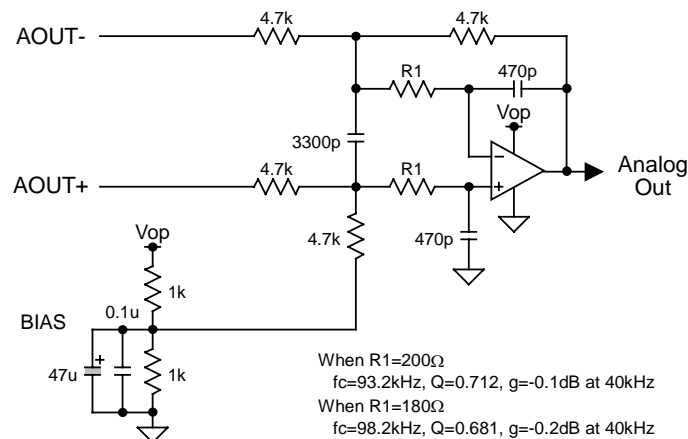 4.7k
4.7k
AOUT-
R1
470p
Vop
3300p
4.7k
R1
Analog
Out
AOUT+
4.7k
470p
Vop
1k
0.1u
BIAS
47u
1k
When R1=200Ω
fc=93.2kHz, Q=0.712, g=-0.1dB at 40kHz
When R1=180Ω
fc=98.2kHz, Q=0.681, g=-0.2dB at 40kHz